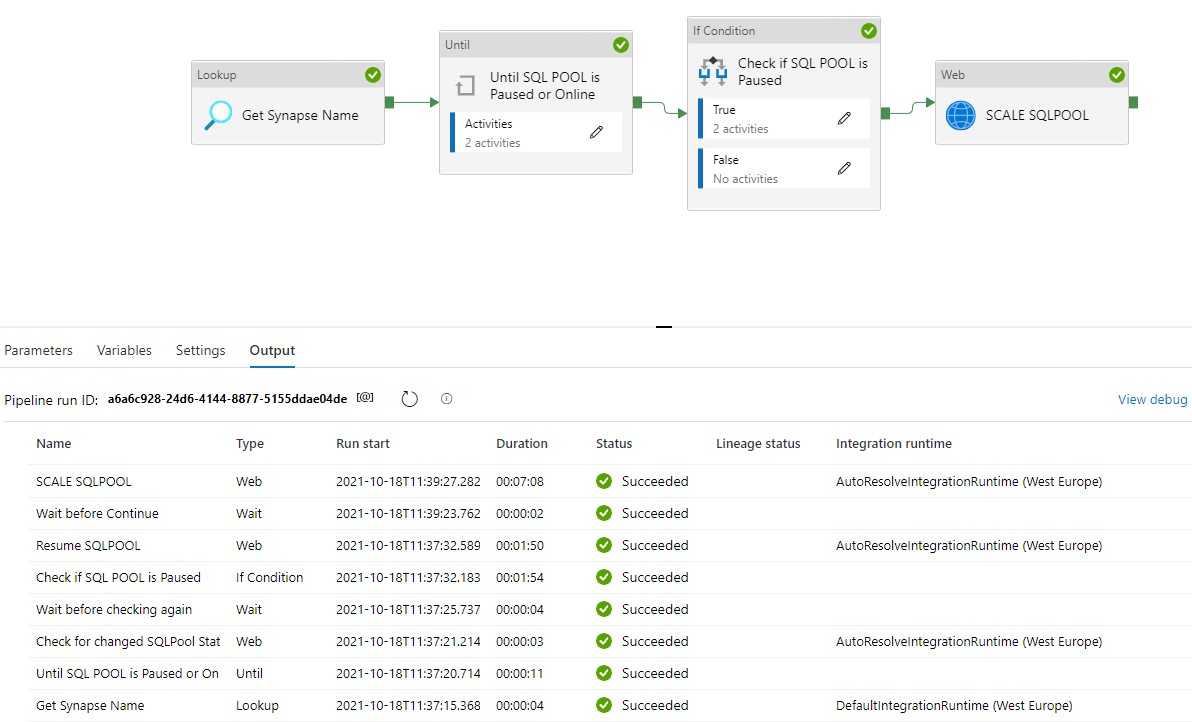 Lookup
Get Synapse Name
Until
Until SQL POOL is
Paused or Online
Activities
2 activities
If Condition
Check if SQL POOL is
Paused
True
2 activities
False
No activities
Web
SCALE SQLPOOL
Parameters Variables Settings Output
Pipeline run ID: a6a6c928-24d6-4144-8877-5155ddae04de [@] View debug
Name Type Run start Duration Status Lineage status Integration runtime
SCALE SQLPOOL Web 2021-10-18T11:39:27.282 00:07:08 Succeeded AutoResolveIntegrationRuntime (West Europe)
Wait before Continue Wait 2021-10-18T11:39:23.762 00:00:02 Succeeded
Resume SQLPOOL Web 2021-10-18T11:37:32.589 00:01:50 Succeeded AutoResolveIntegrationRuntime (West Europe)
Check if SQL POOL is Paused If Condition 2021-10-18T11:37:32.183 00:01:54 Succeeded
Wait before checking again Wait 2021-10-18T11:37:25.737 00:00:04 Succeeded
Check for changed SQLPool Stat Web 2021-10-18T11:37:21.214 00:00:03 Succeeded AutoResolveIntegrationRuntime (West Europe)
Until SQL POOL is Paused or On Until 2021-10-18T11:37:20.714 00:00:11 Succeeded
Get Synapse Name Lookup 2021-10-18T11:37:15.368 00:00:04 Succeeded DefaultIntegrationRuntime (West Europe)